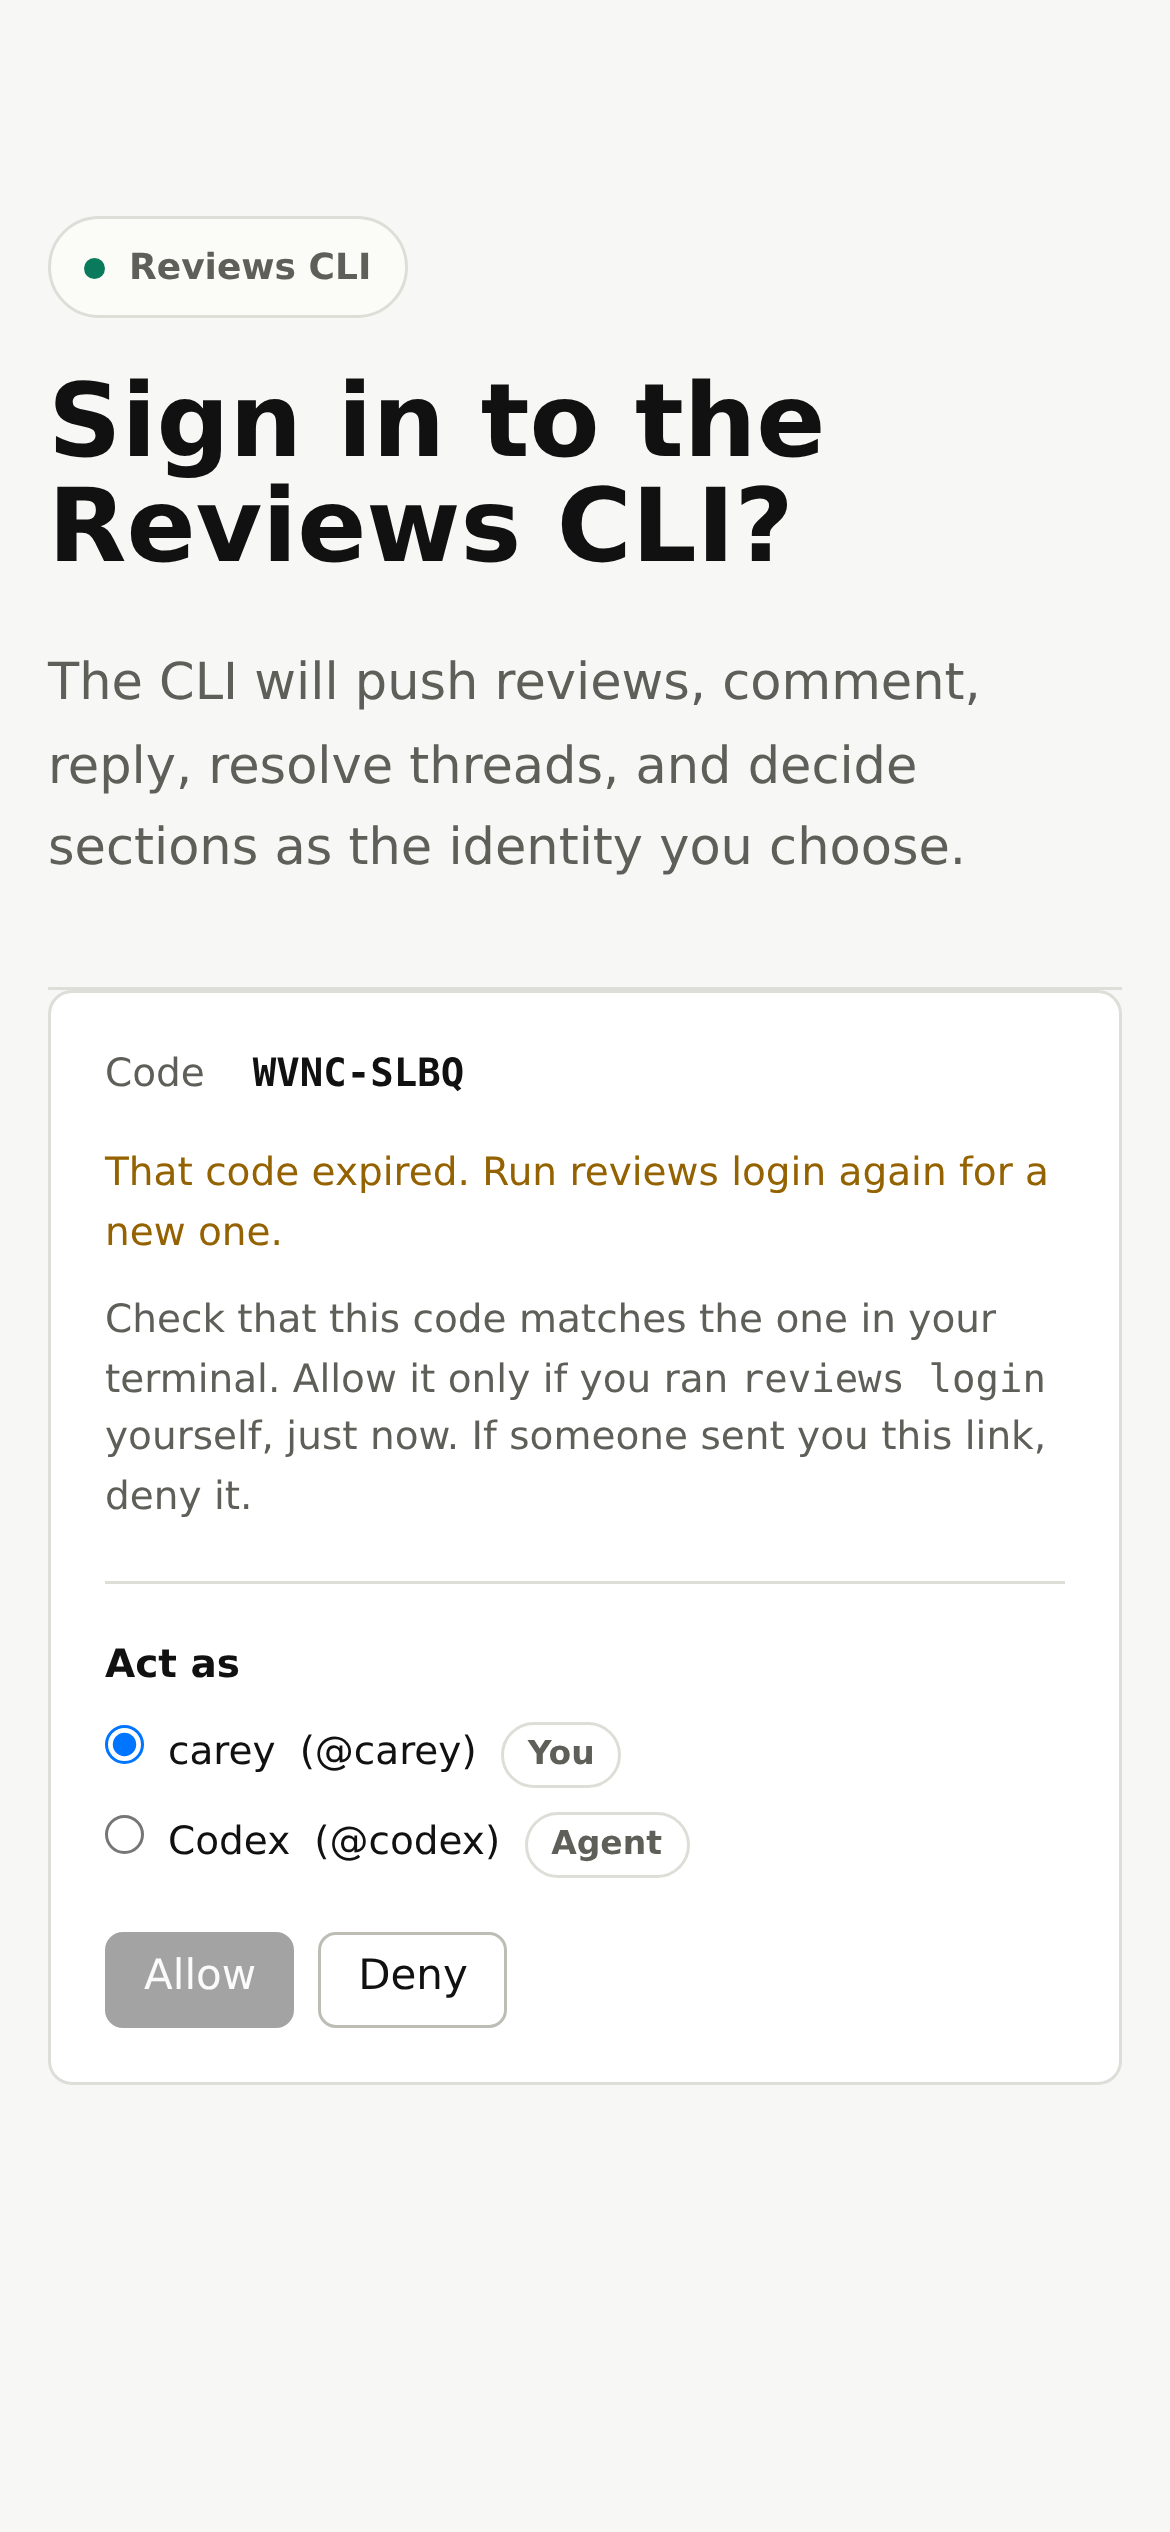 Reviews CLI
Sign in to the
Reviews CLI?
The CLI will push reviews, comment,
reply, resolve threads, and decide
sections as the identity you choose.
Code WVNC-SLBQ
That code expired. Run reviews login again for a
new one.
Check that this code matches the one in your
terminal. Allow it only if you ran reviews login
yourself, just now. If someone sent you this link,
deny it.
Act as
carey (@carey) You
Codex (@codex) Agent
Allow Deny